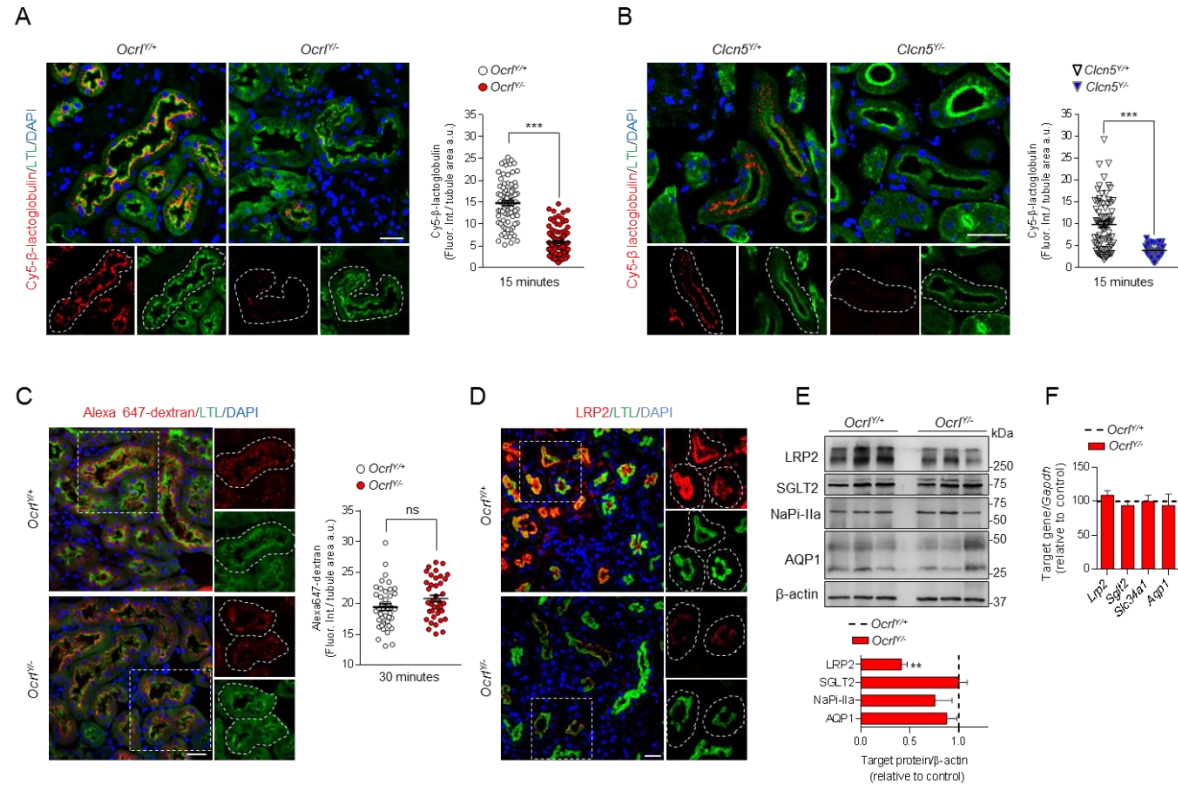 A
Ocrl^Y/+
Ocrl^Y/-
Cy5-β-lactoglobulin/LTL/DAPI
Ocrl^Y/+
Ocrl^Y/-
Cy5-β-lactoglobulin
(Fluor. Int./ tubule area a.u.)
35
30
25
20
15
10
5
0
***
15 minutes
B
Clcn5^Y/+
Clcn5^Y/-
Cy5-β lactoglobulin/LTL/DAPI
Clcn5^Y/+
Clcn5^Y/-
Cy5-β-lactoglobulin
(Fluor. Int./ tubule area a.u.)
35
30
25
20
15
10
5
0
***
15 minutes
C
Alexa 647-dextran/LTL/DAPI
Ocrl^Y/+
Ocrl^Y/-
Ocrl^Y/+
Ocrl^Y/-
Alexa647-dextran
(Fluor. Int./ tubule area a.u.)
35
30
25
20
15
10
ns
30 minutes
D
LRP2/LTL/DAPI
Ocrl^Y/+
Ocrl^Y/-
E
Ocrl^Y/+
Ocrl^Y/-
kDa
LRP2
-250
SGLT2
-75
NaPi-IIa
-75
-50
AQP1
-50
-25
β-actin
-37
Ocrl^Y/+
Ocrl^Y/-
LRP2
**
SGLT2
NaPi-IIa
AQP1
0.0
0.5
1.0
Target protein/β-actin
(relative to control)
F
Ocrl^Y/+
Ocrl^Y/-
Target gene/Gapdh
(relative to control)
150
100
50
0
Lrp2
Sglt2
Slc34a1
Aqp1